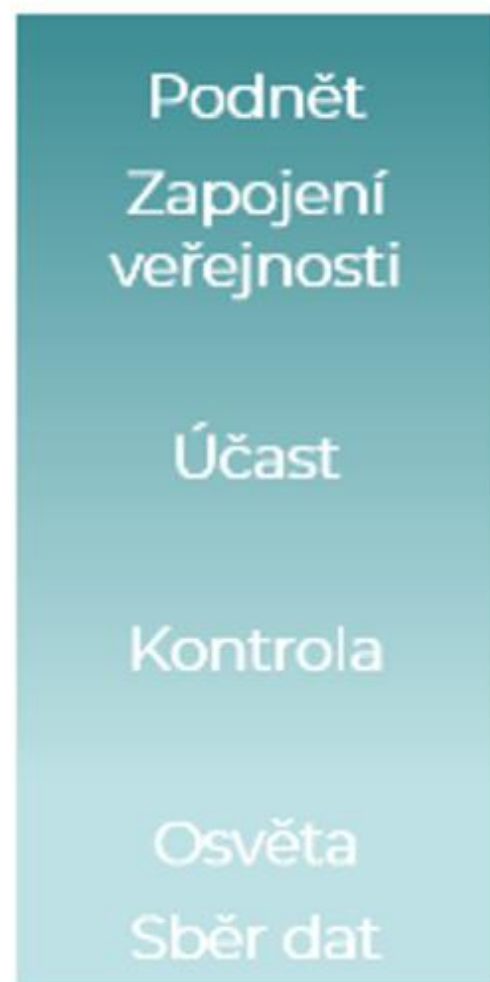 Podnět
Zapojení
veřejnosti
Účast
Kontrola
Osvěta
Sběr dat